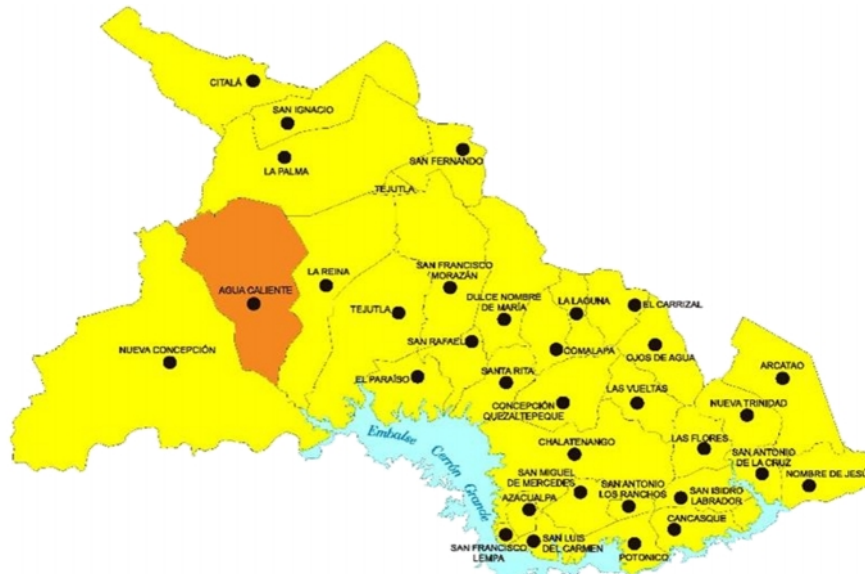 CITALÁ
SAN IGNACIO
LA PALMA
SAN FERNANDO
TEJUTLA
AGUA CALIENTE
LA REINA
SAN FRANCISCO
MORAZÁN
DULCE NOMBRE
DE MARÍA
LA LAGUNA
EL CARRIZAL
TEJUTLA
SAN RAFAEL
COMALAPA
OJOS DE AGUA
NUEVA CONCEPCIÓN
EL PARAÍSO
SANTA RITA
CONCEPCIÓN
QUEZALTEPEQUE
LAS VUELTAS
ARCATAO
NUEVA TRINIDAD
Embalse
Cerrón
Grande
CHALATENANGO
LAS FLORES
SAN ANTONIO
DE LA CRUZ
NOMBRE DE JESÚ
SAN MIGUEL
DE MERCEDES
SAN ANTONIO
LOS RANCHOS
SAN ISIDRO
LABRADOR
AZACUALPA
CANCASQUE
SAN FRANCISCO
LEMPA
SAN LUIS
DEL CARMEN
POTONICO